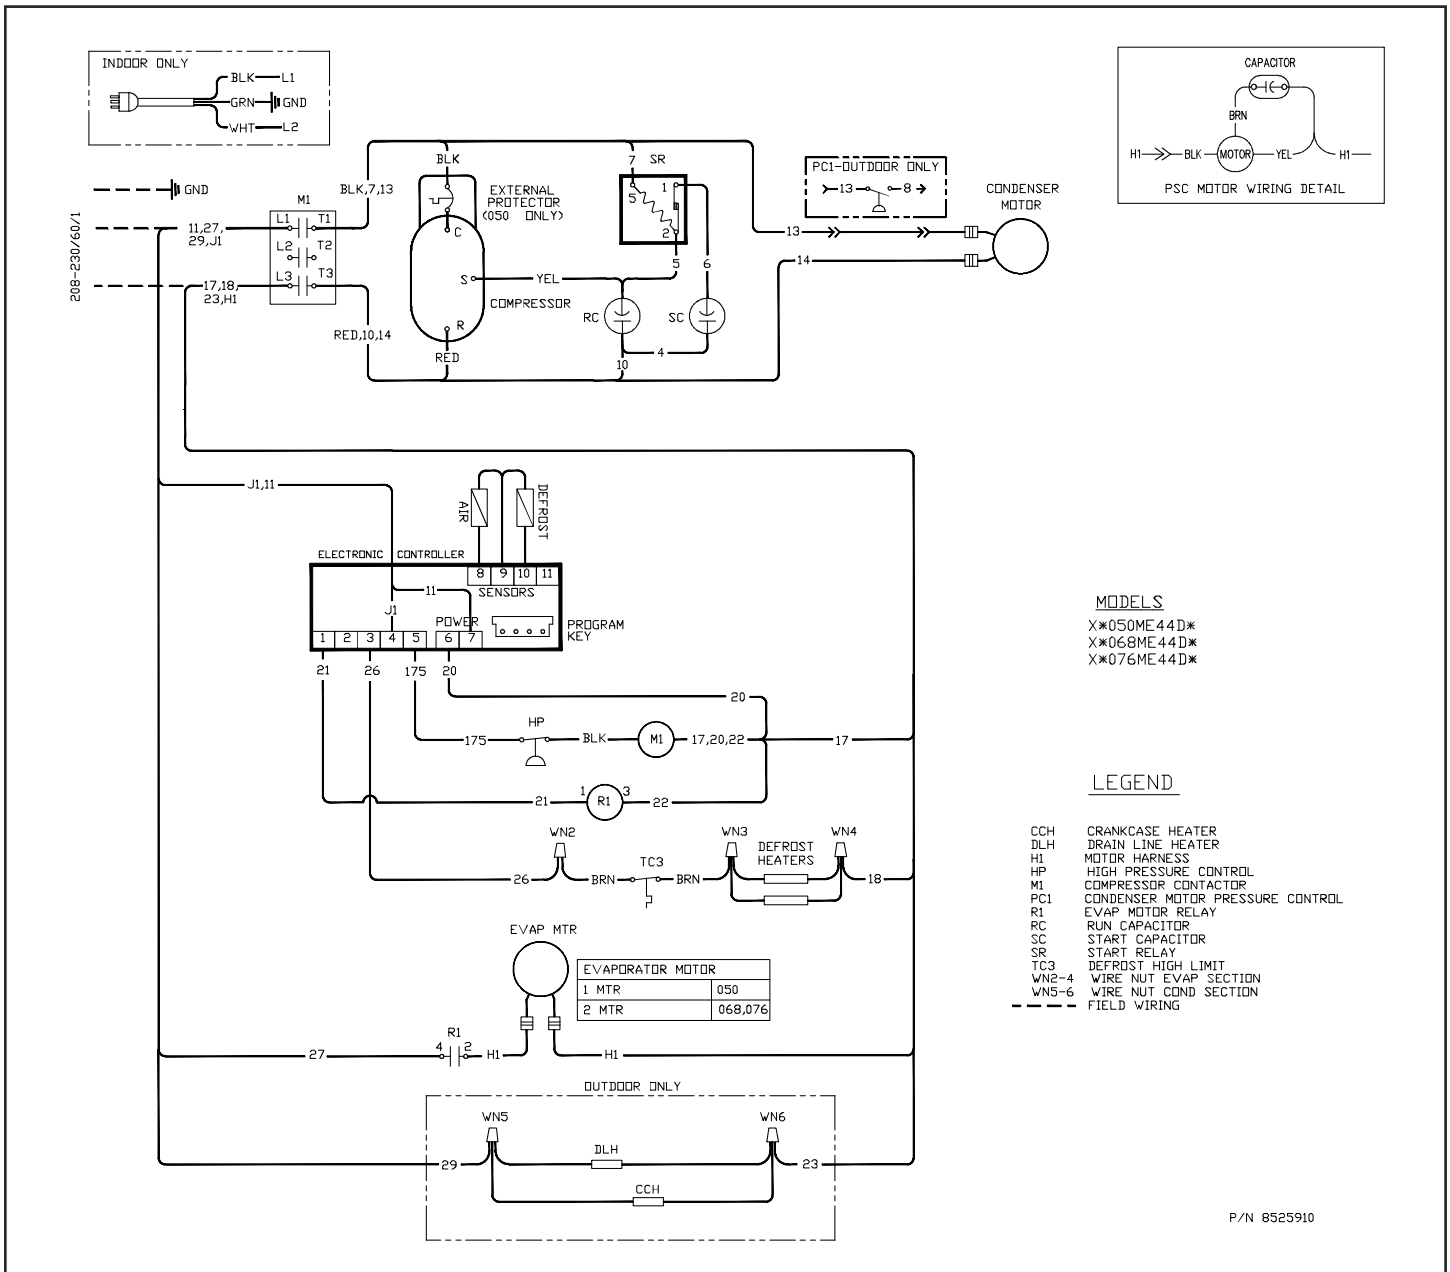 INDOOR ONLY
BLK L1
GRN GND
WHT L2
CAPACITOR
BRN
H1 BLK MOTOR YEL H1
PSC MOTOR WIRING DETAIL
GND
208-230/60/1
M1
L1 T1
L2 T2
L3 T3
11,27,
29,J1
17,18
23,H1
BLK,7,13
RED,10,14
BLK
EXTERNAL
PROTECTOR
(050 ONLY)
C
S
R
YEL
COMPRESSOR
RED
7 SR
5 1
2
5 6
RC SC
4
10
PC1-OUTDOOR ONLY
13 8
CONDENSER
MOTOR
13
14
J1,11
AIR
DEFROST
ELECTRONIC CONTROLLER
8 9 10 11
SENSORS
11
J1
POWER
PROGRAM
KEY
1 2 3 4 5 6 7
21 26 175 20
20
HP
175 BLK M1 17,20,22 17
21 1 R1 3 22
WN2 WN3 WN4
DEFROST
HEATERS
TC3
26 BRN BRN 18
EVAP MTR
EVAPORATOR MOTOR
1 MTR 050
2 MTR 068,076
R1
27 4 2 H1 H1
OUTDOOR ONLY
WN5 WN6
DLH
29 23
CCH
MODELS
X*050ME44D*
X*068ME44D*
X*076ME44D*
LEGEND
CCH CRANKCASE HEATER
DLH DRAIN LINE HEATER
H1 MOTOR HARNESS
HP HIGH PRESSURE CONTROL
M1 COMPRESSOR CONTACTOR
PC1 CONDENSER MOTOR PRESSURE CONTROL
R1 EVAP MOTOR RELAY
RC RUN CAPACITOR
SC START CAPACITOR
SR START RELAY
TC3 DEFROST HIGH LIMIT
WN2-4 WIRE NUT EVAP SECTION
WN5-6 WIRE NUT COND SECTION
FIELD WIRING
P/N 8525910